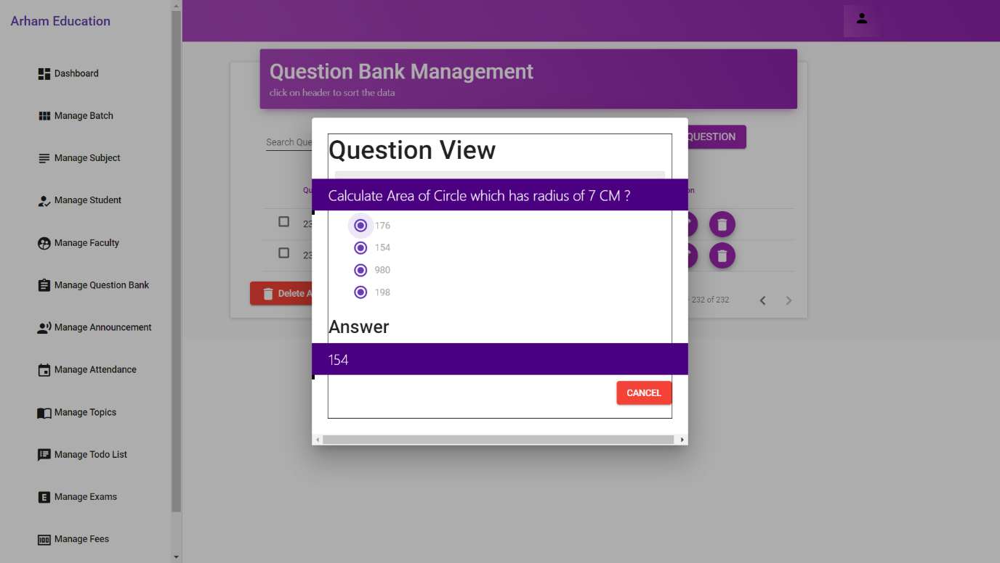 Arham Education
Dashboard
Manage Batch
Manage Subject
Manage Student
Manage Faculty
Manage Question Bank
Manage Announcement
Manage Attendance
Manage Topics
Manage Todo List
Manage Exams
Manage Fees
Question Bank Management
click on header to sort the data
Search Que
QUESTION
Question View
Calculate Area of Circle which has radius of 7 CM ?
176
154
980
198
Answer
154
CANCEL
Qu
on
23
23
Delete A
232 of 232